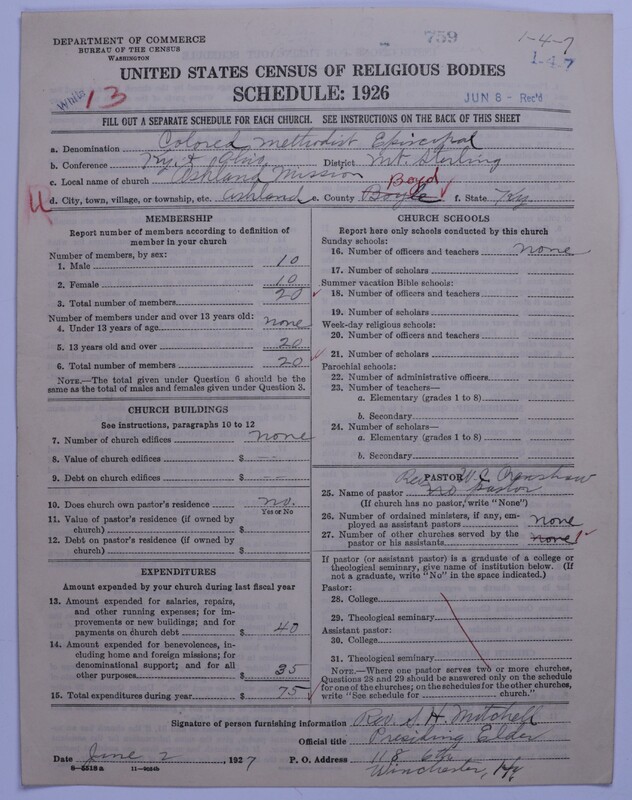 DEPARTMENT OF COMMERCE
BUREAU OF THE CENSUS
WASHINGTON
759
1-4-7
1-4-7
UNITED STATES CENSUS OF RELIGIOUS BODIES
White 13
SCHEDULE: 1926
JUN 8 - Rec'd
FILL OUT A SEPARATE SCHEDULE FOR EACH CHURCH. SEE INSTRUCTIONS ON THE BACK OF THIS SHEET
a. Denomination Colored Methodist Episcopal
b. Conference Ky. & Ohio District Mt. Sterling
c. Local name of church Ashland Mission
Boyd
d. City, town, village, or township, etc. Ashland e. County Boyle f. State Ky
MEMBERSHIP
Report number of members according to definition of
member in your church
Number of members, by sex:
1. Male 10
2. Female 10
3. Total number of members 20
Number of members under and over 13 years old:
4. Under 13 years of age none
5. 13 years old and over 20
6. Total number of members 20
NOTE.—The total given under Question 6 should be
the same as the total of males and females given under Question 3.
CHURCH BUILDINGS
See instructions, paragraphs 10 to 12
7. Number of church edifices none
8. Value of church edifices $
9. Debt on church edifices $
10. Does church own pastor's residence no.
Yes or No
11. Value of pastor's residence (if owned by
church) $
12. Debt on pastor's residence (if owned by
church) $
EXPENDITURES
Amount expended by your church during last fiscal year
13. Amount expended for salaries, repairs,
and other running expenses; for im-
provements or new buildings; and for
payments on church debt $ 40
14. Amount expended for benevolences, in-
cluding home and foreign missions; for
denominational support; and for all
other purposes $ 35
15. Total expenditures during year $ 75
CHURCH SCHOOLS
Report here only schools conducted by this church
Sunday schools:
16. Number of officers and teachers none
17. Number of scholars
Summer vacation Bible schools:
18. Number of officers and teachers
19. Number of scholars
Week-day religious schools:
20. Number of officers and teachers
21. Number of scholars
Parochial schools:
22. Number of administrative officers
23. Number of teachers—
a. Elementary (grades 1 to 8)
b. Secondary
24. Number of scholars—
a. Elementary (grades 1 to 8)
b. Secondary
PASTOR
Rev. W. C. Crenshaw
25. Name of pastor no pastor
(If church has no pastor, write "None")
26. Number of ordained ministers, if any, em-
ployed as assistant pastors none
27. Number of other churches served by the
pastor or his assistants none 1
If pastor (or assistant pastor) is a graduate of a college or
theological seminary, give name of institution below. (If
not a graduate, write "No" in the space indicated.)
Pastor:
28. College
29. Theological seminary
Assistant pastor:
30. College
31. Theological seminary
NOTE.—Where one pastor serves two or more churches,
Questions 28 and 29 should be answered only on the schedule
for one of the churches; on the schedules for the other churches,
write "See schedule for church."
Signature of person furnishing information Rev. S. H. Mitchell
Official title Presiding Elder
Date June 2, 1927 P. O. Address 118 6th
Winchester, Ky
8-5518 a